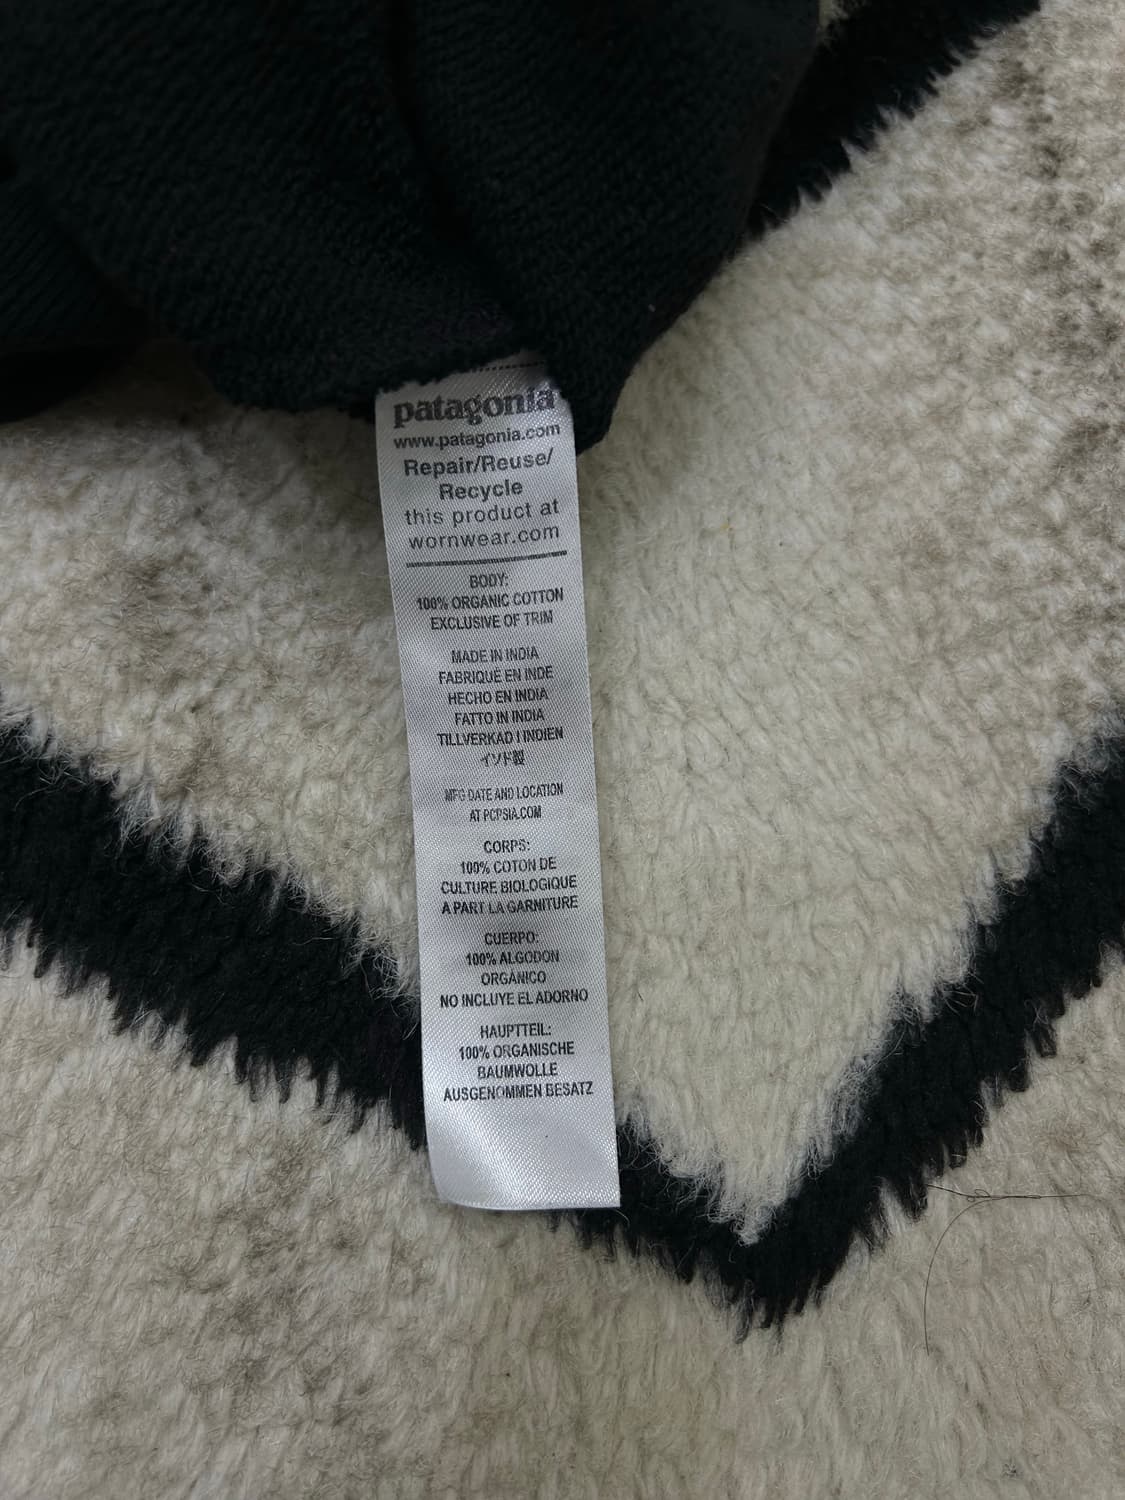 patagonia
www.patagonia.com
Repair/Reuse/
Recycle
this product at
wornwear.com
BODY:
100% ORGANIC COTTON
EXCLUSIVE OF TRIM
MADE IN INDIA
FABRIQUÉ EN INDE
HECHO EN INDIA
FATTO IN INDIA
TILLVERKAD I INDIEN
インド製
MFG DATE AND LOCATION
AT PCPSIA.COM
CORPS:
100% COTON DE
CULTURE BIOLOGIQUE
A PART LA GARNITURE
CUERPO:
100% ALGODON
ORGÁNICO
NO INCLUYE EL ADORNO
HAUPTTEIL:
100% ORGANISCHE
BAUMWOLLE
AUSGENOMMEN BESATZ